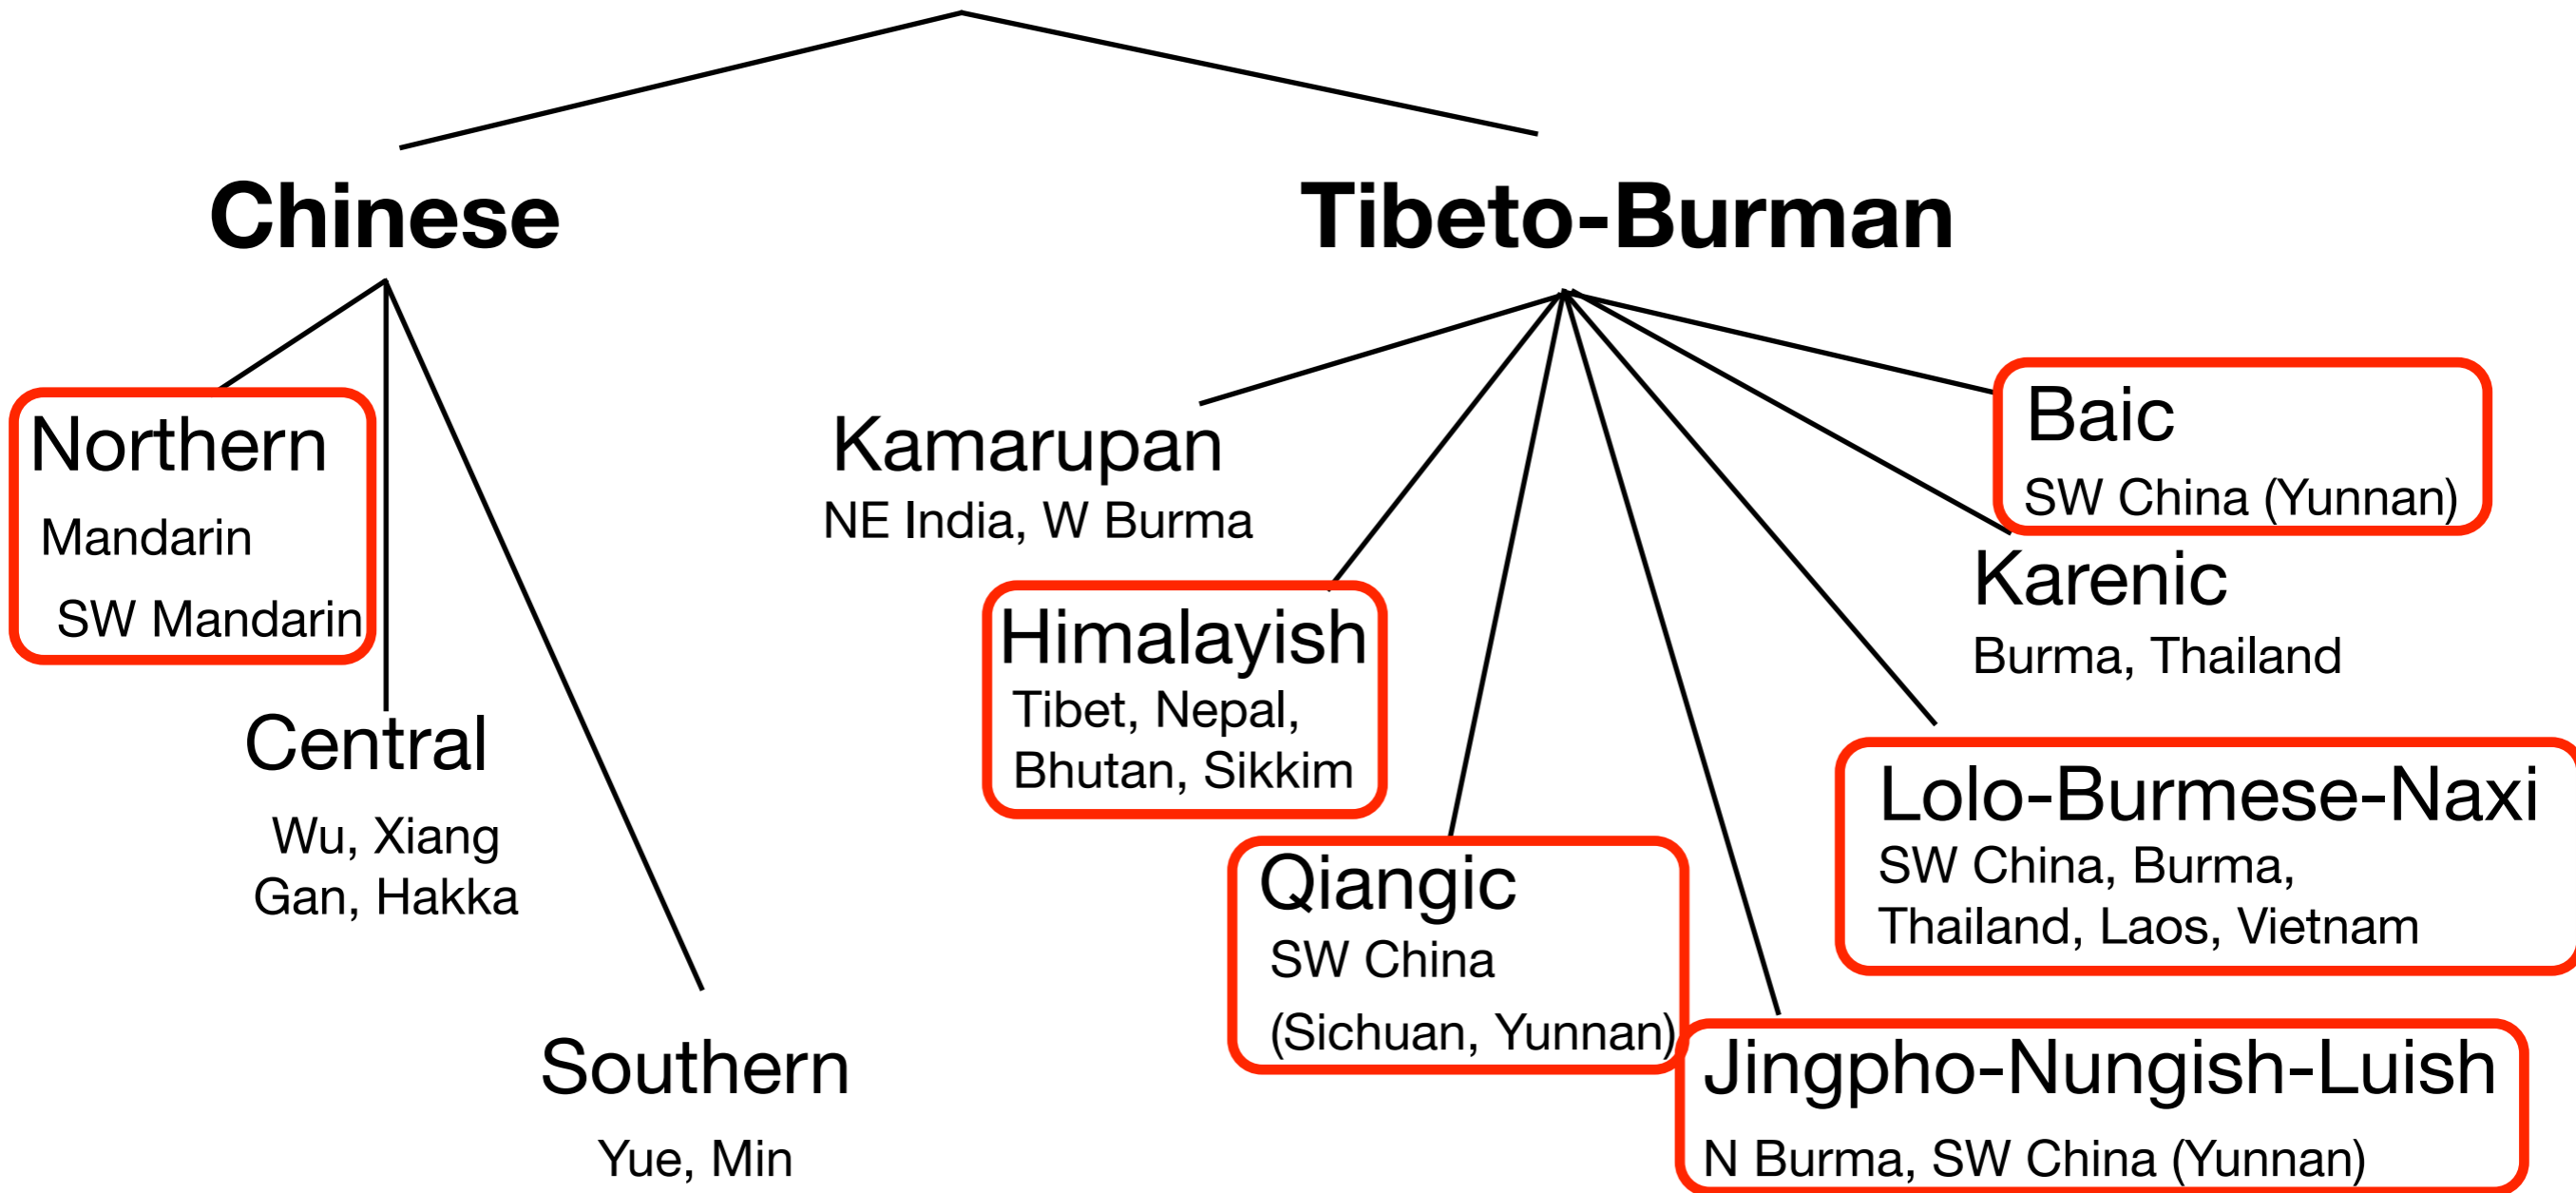 Chinese
Tibeto-Burman
Northern
Mandarin
SW Mandarin
Central
Wu, Xiang
Gan, Hakka
Southern
Yue, Min
Kamarupan
NE India, W Burma
Himalayish
Tibet, Nepal,
Bhutan, Sikkim
Qiangic
SW China
(Sichuan, Yunnan)
Jingpho-Nungish-Luish
N Burma, SW China (Yunnan)
Lolo-Burmese-Naxi
SW China, Burma,
Thailand, Laos, Vietnam
Karenic
Burma, Thailand
Baic
SW China (Yunnan)